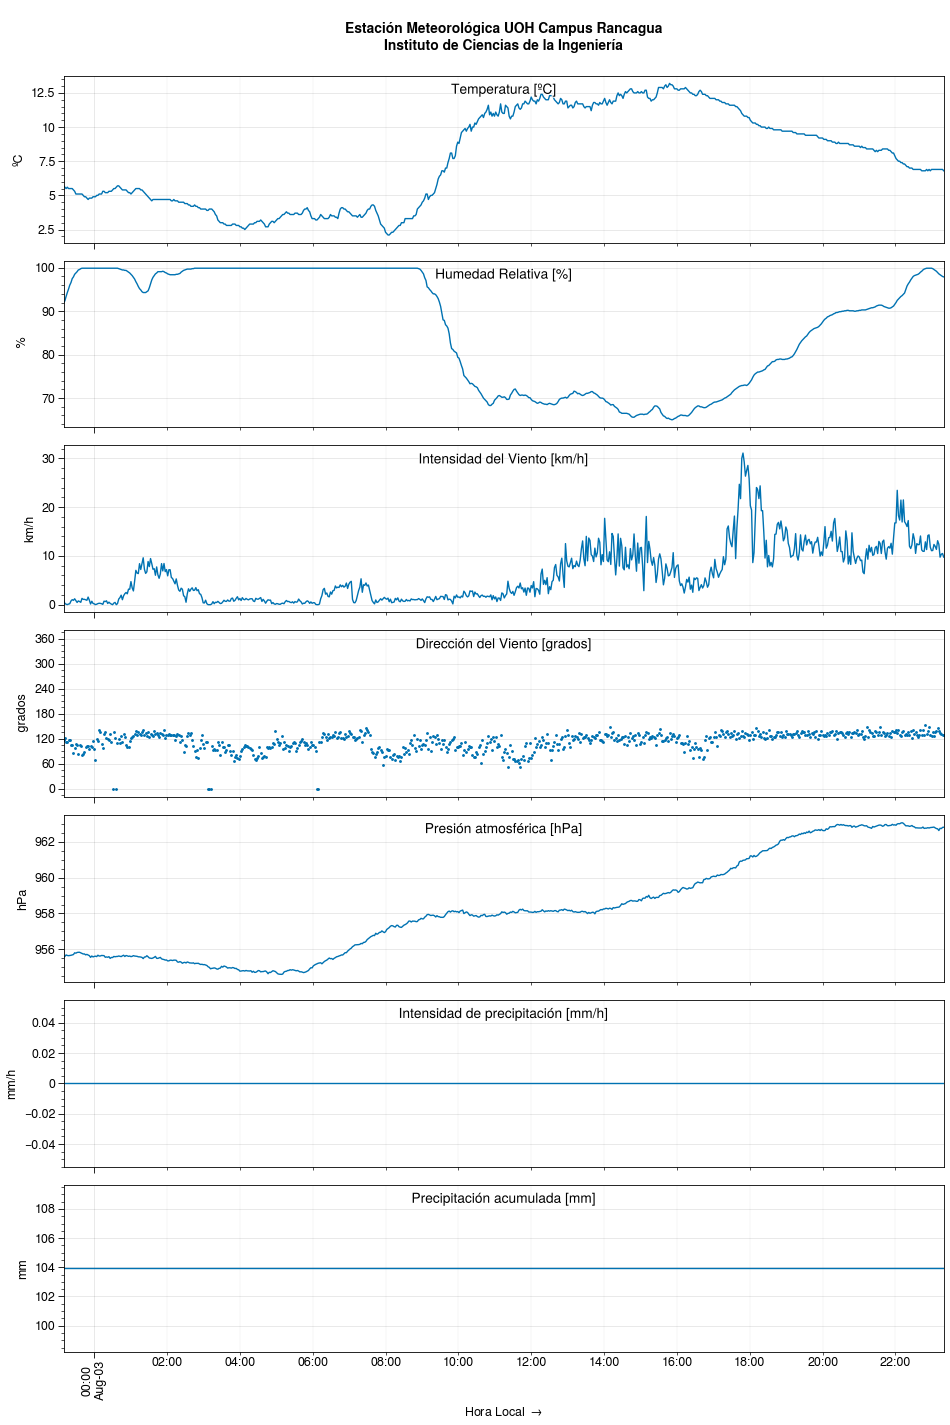 Estación Meteorológica UOH Campus Rancagua
Instituto de Ciencias de la Ingeniería
Temperatura [ºC]
ºC
12.5
10
7.5
5
2.5
Humedad Relativa [%]
%
100
90
80
70
Intensidad del Viento [km/h]
km/h
30
20
10
0
Dirección del Viento [grados]
grados
360
300
240
180
120
60
0
Presión atmosférica [hPa]
hPa
962
960
958
956
Intensidad de precipitación [mm/h]
mm/h
0.04
0.02
0
−0.02
−0.04
Precipitación acumulada [mm]
mm
108
106
104
102
100
00:00
Aug-03
02:00 04:00 06:00 08:00 10:00 12:00 14:00 16:00 18:00 20:00 22:00
Hora Local →